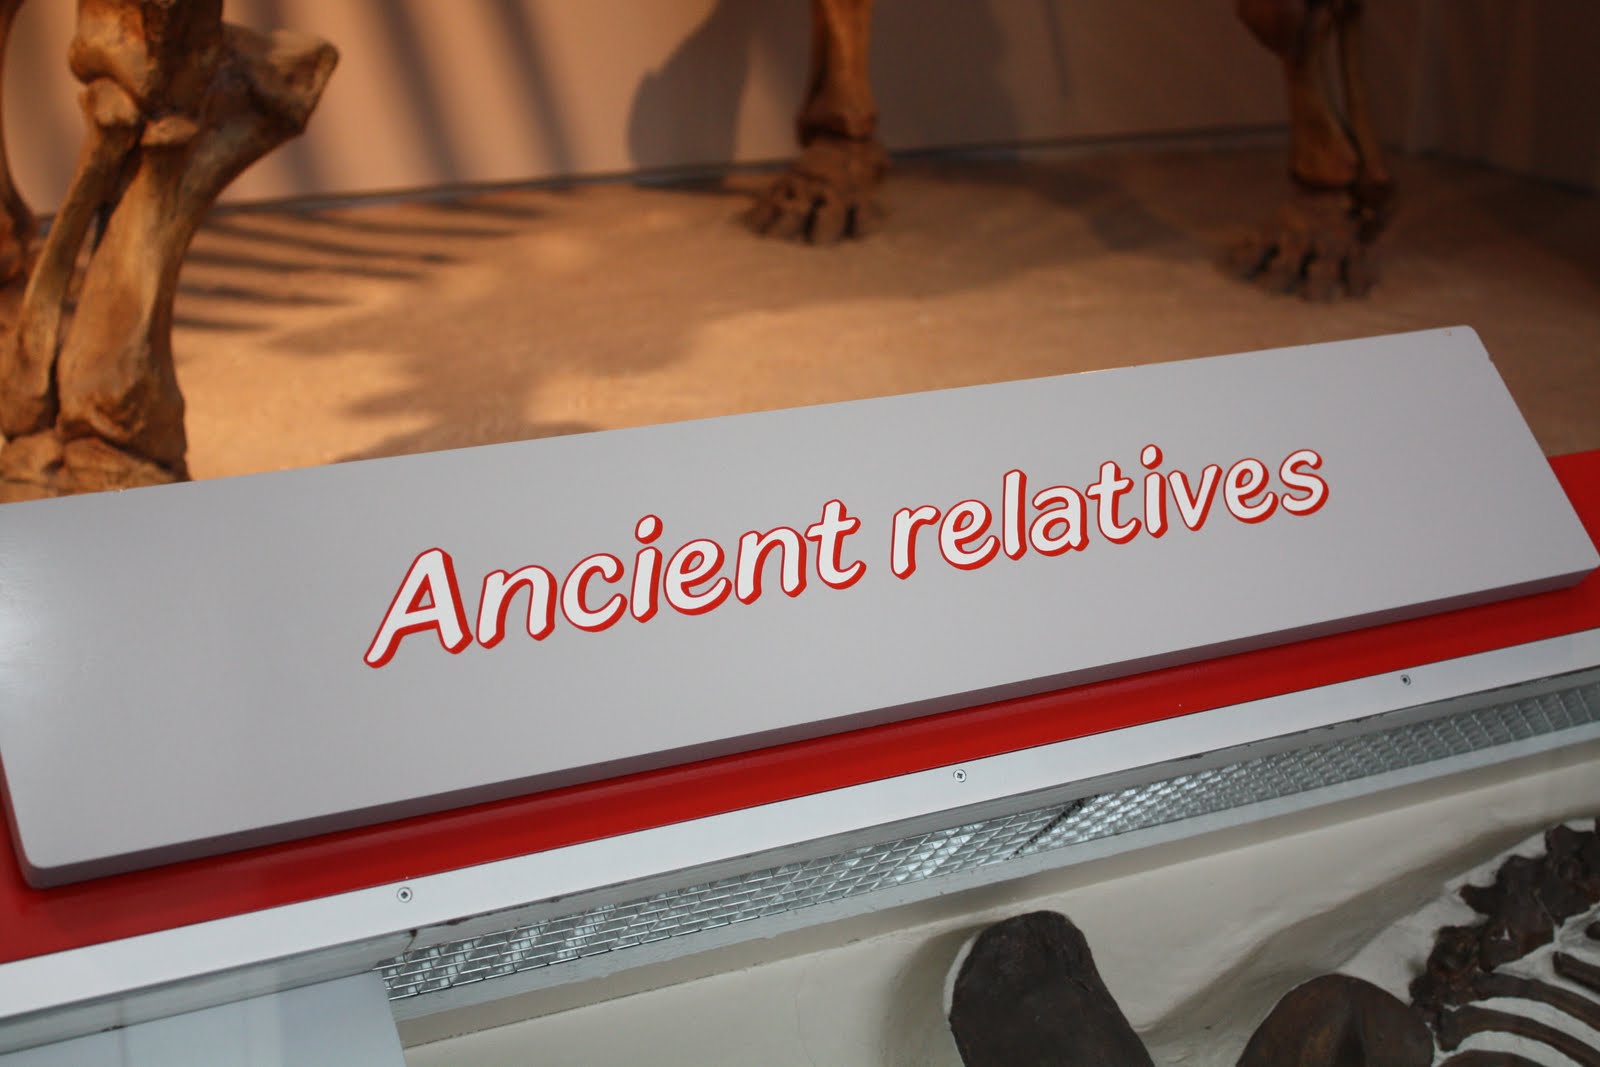 Ancient relatives